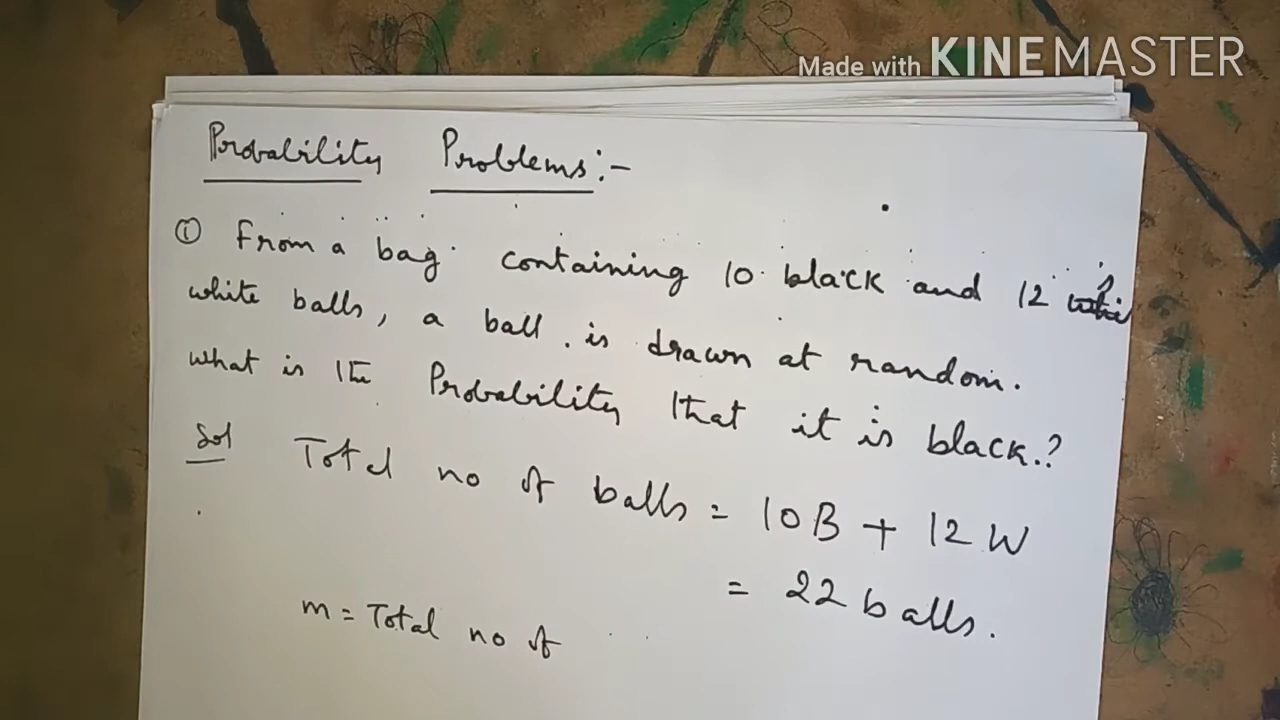 Made with KINEMASTER
Probability Problems:-
① From a bag containing 10 black and 12
white balls, a ball is drawn at random.
what is the Probability that it is black.?
Sol Total no of balls = 10B + 12W
= 22 balls.
m = Total no of